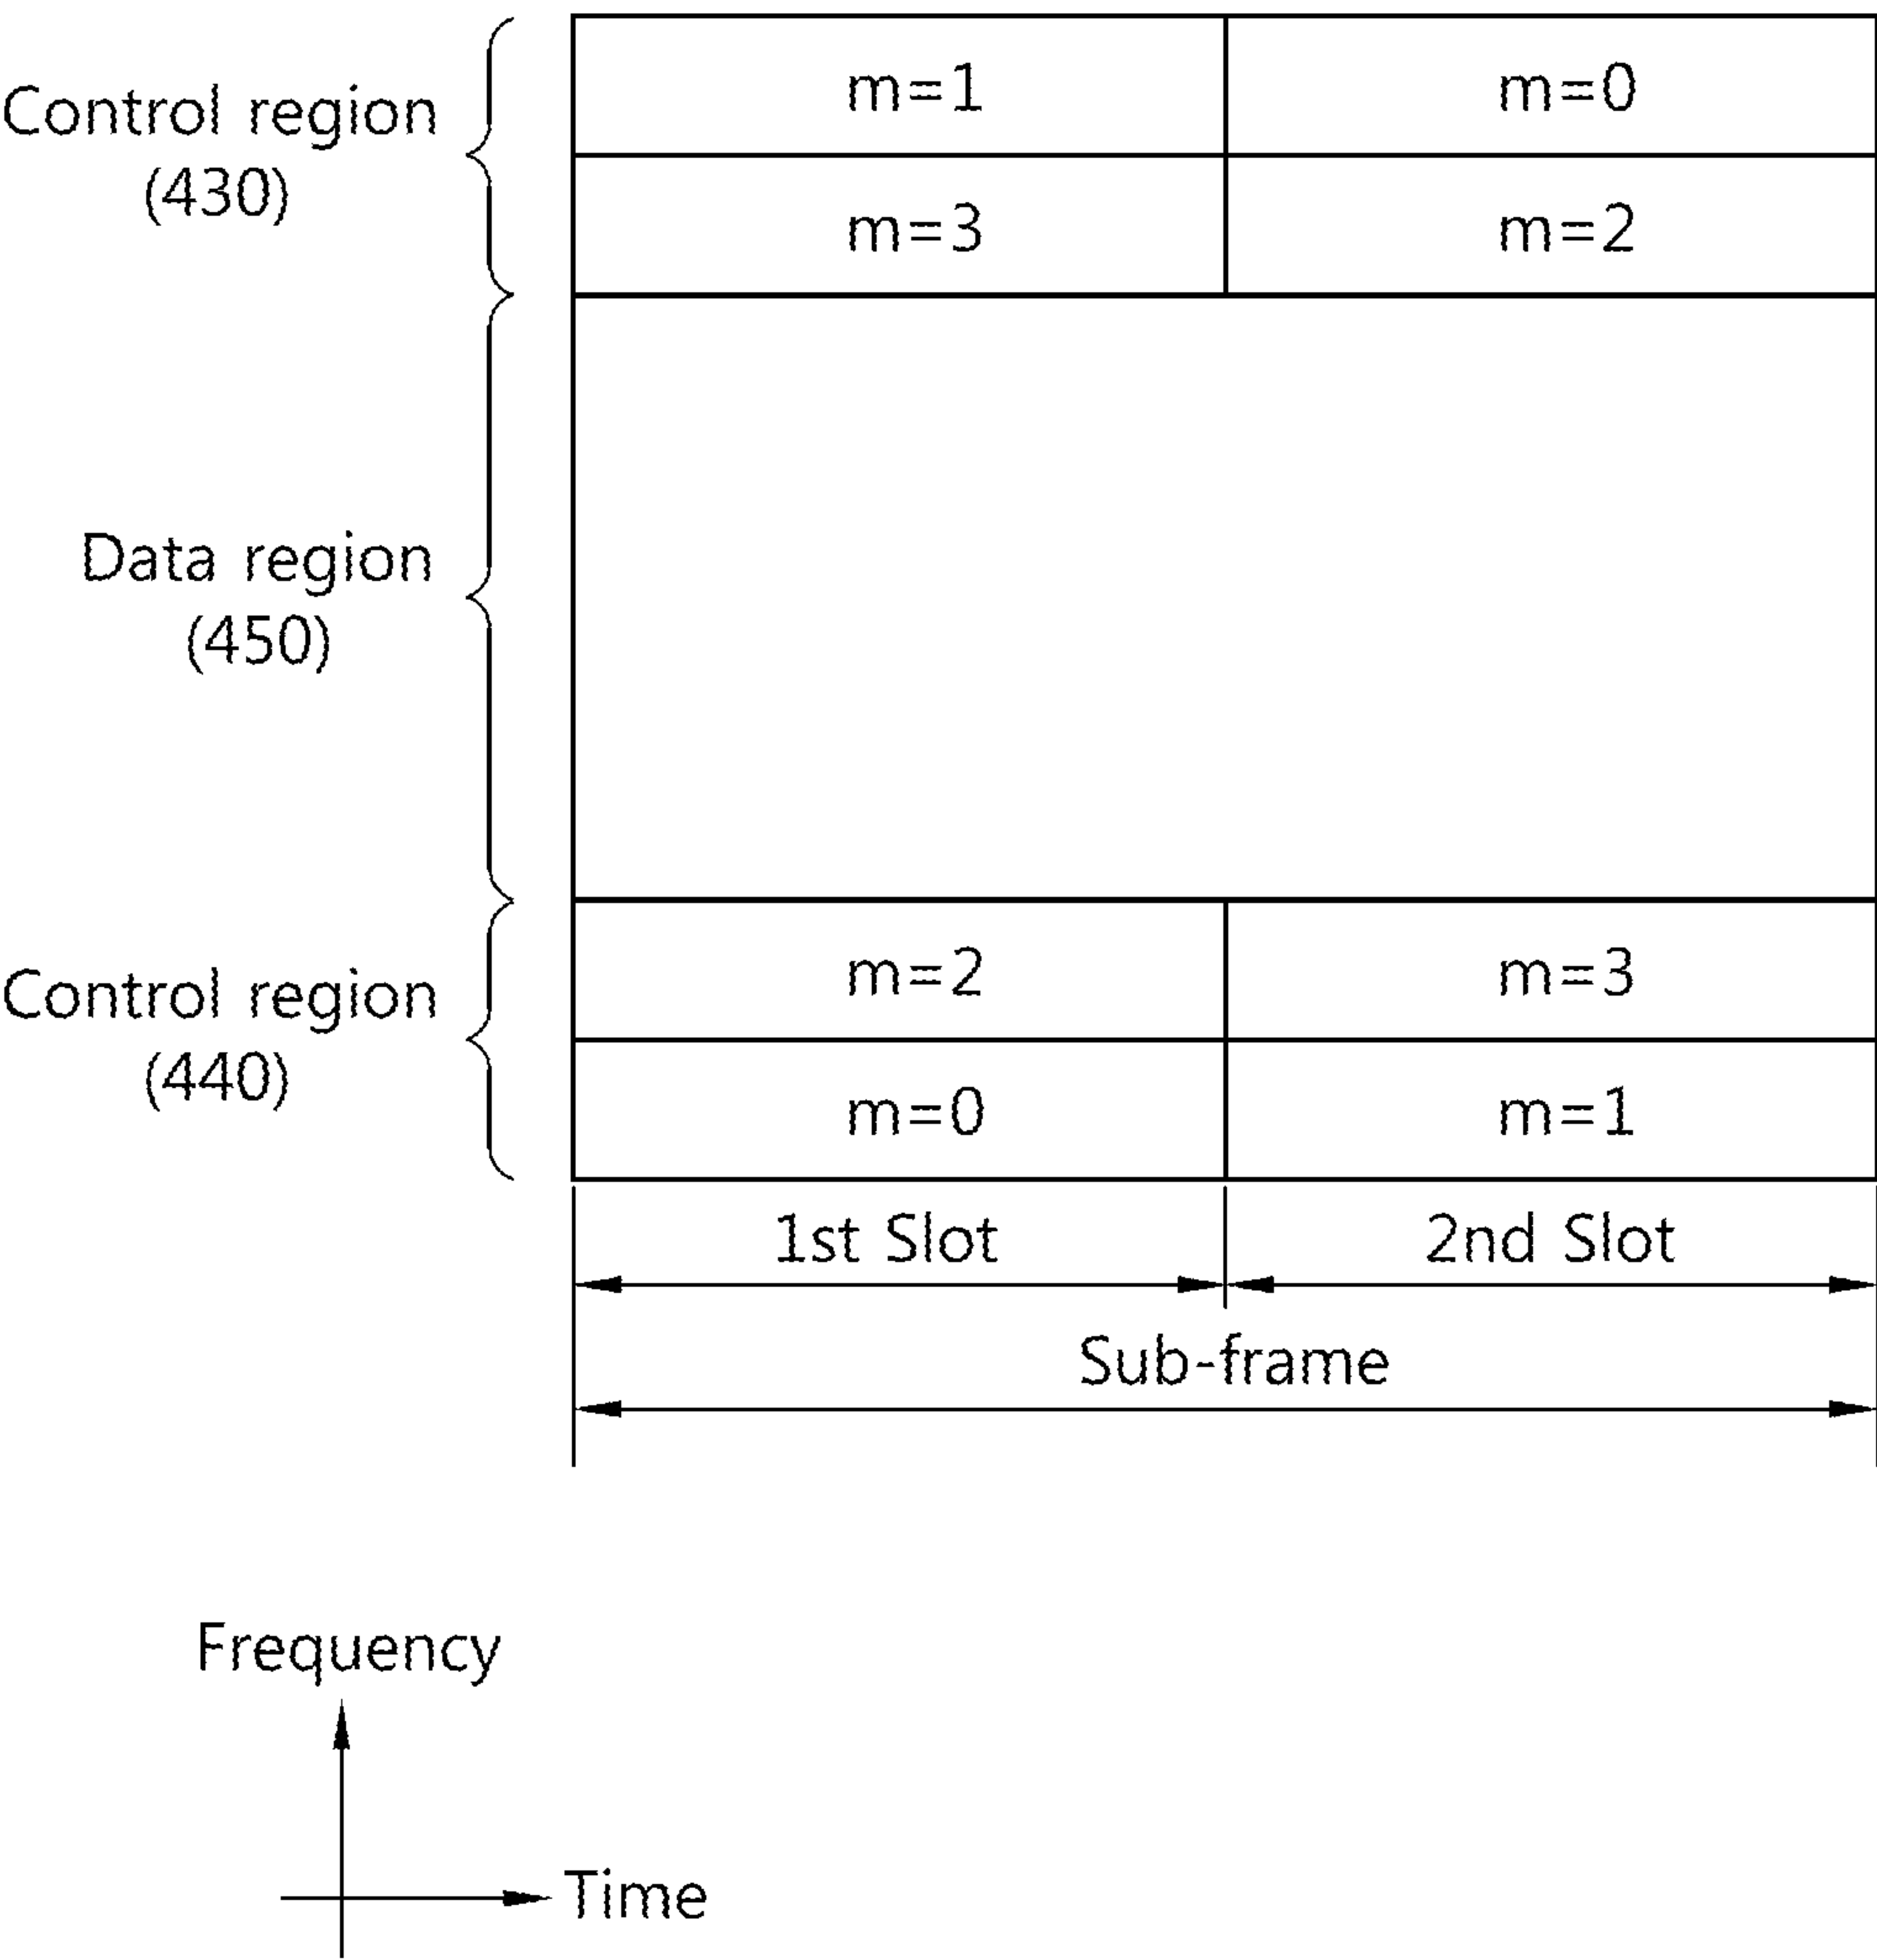 Control region
(430)
m=1 m=0
m=3 m=2
Data region
(450)
Control region
(440)
m=2 m=3
m=0 m=1
1st Slot 2nd Slot
Sub-frame
Frequency
Time